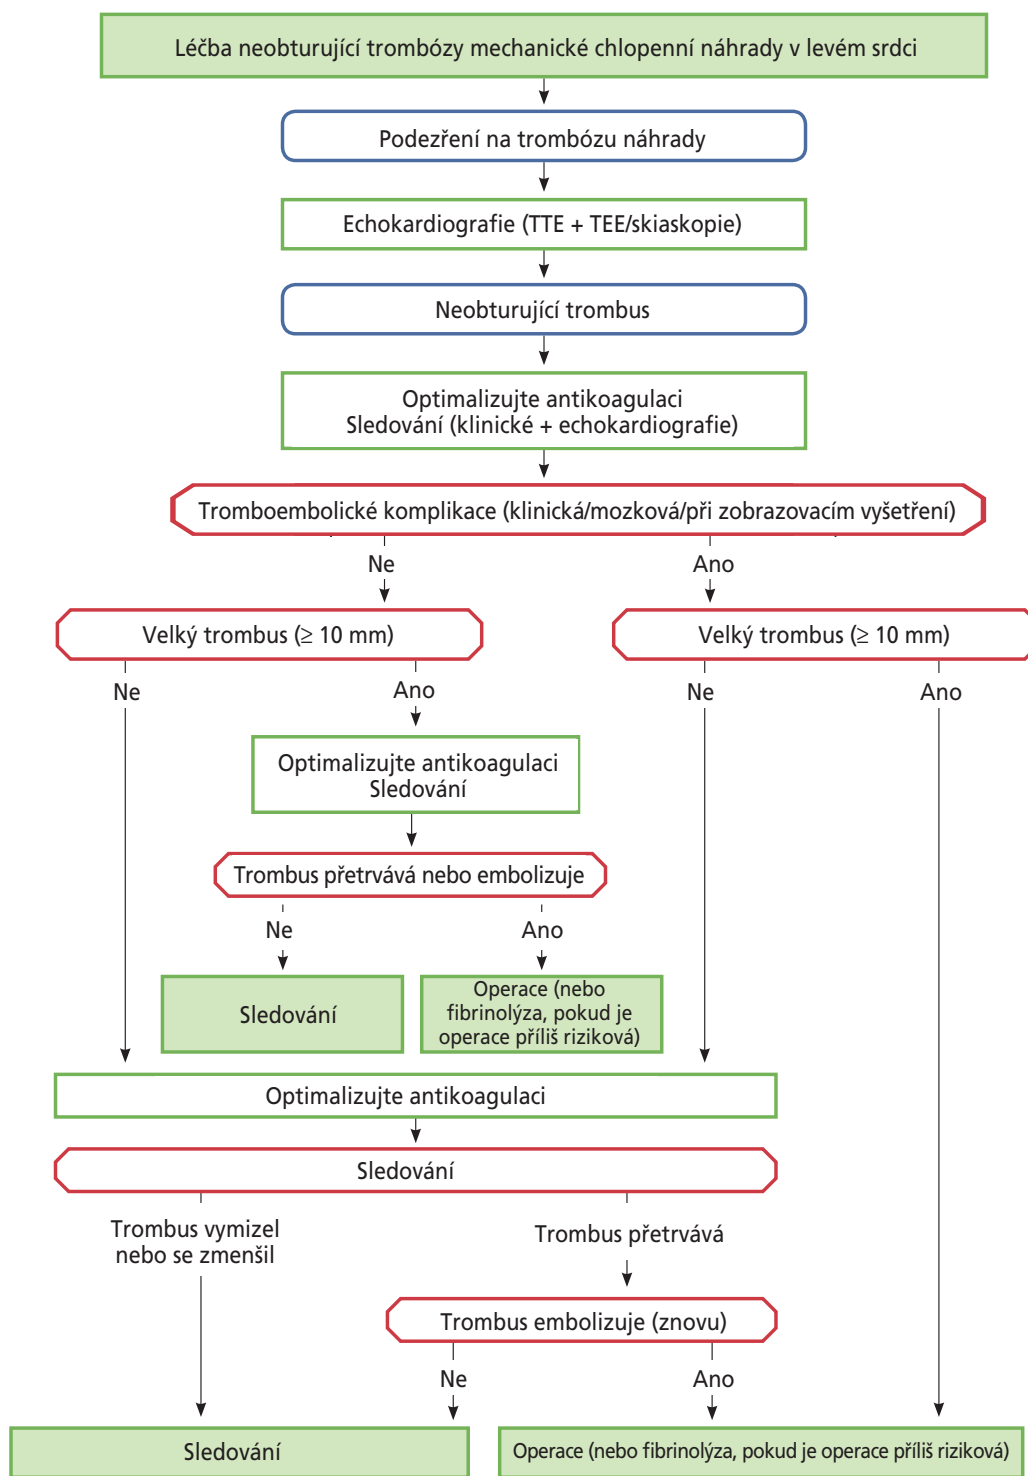 Léčba neobturující trombózy mechanické chlopenní náhrady v levém srdci
Podezření na trombózu náhrady
Echokardiografie (TTE + TEE/skiaskopie)
Neobturující trombus
Optimalizujte antikoagulaci
Sledování (klinické + echokardiografie)
Tromboembolické komplikace (klinická/mozková/při zobrazovacím vyšetření)
Ne
Ano
Velký trombus (≥ 10 mm)
Velký trombus (≥ 10 mm)
Ne
Ano
Ne
Ano
Optimalizujte antikoagulaci
Sledování
Trombus přetrvává nebo embolizuje
Ne
Ano
Sledování
Operace (nebo
fibrinolýza, pokud je
operace příliš riziková)
Optimalizujte antikoagulaci
Sledování
Trombus vymizel
nebo se zmenšil
Trombus přetrvává
Trombus embolizuje (znovu)
Ne
Ano
Sledování
Operace (nebo fibrinolýza, pokud je operace příliš riziková)